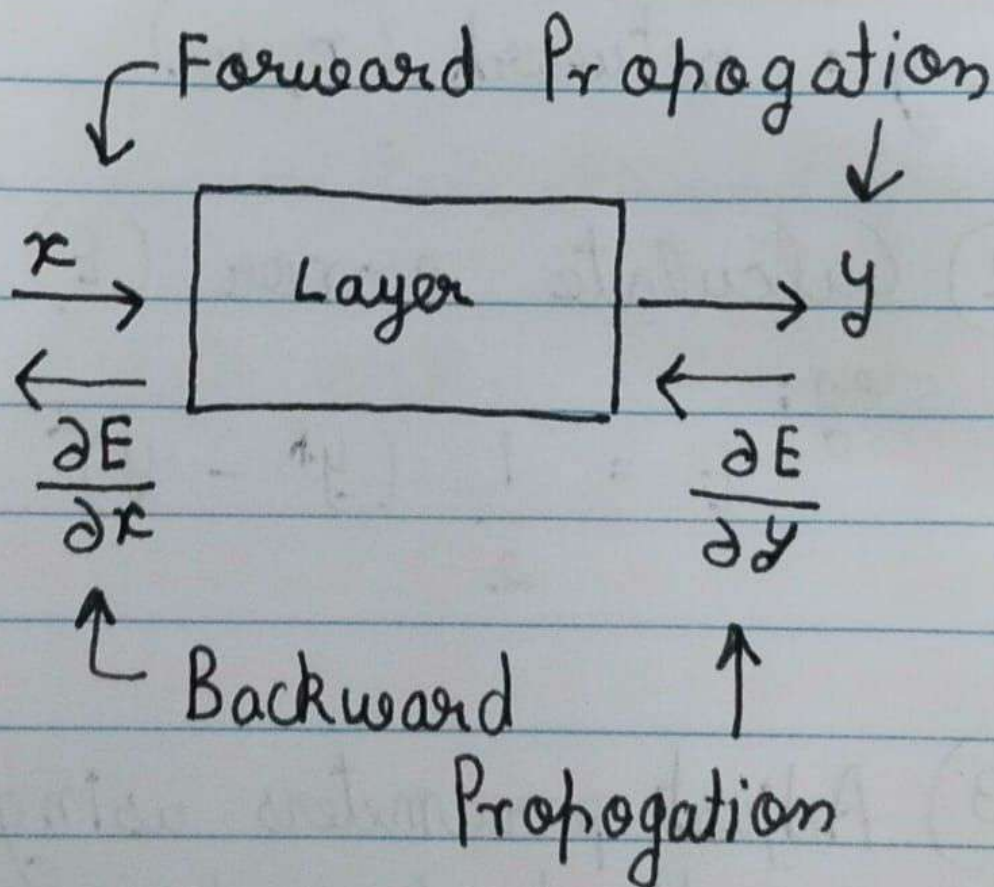 Forward Propogation
x
Layer
y
∂E
∂x
∂E
∂y
Backward
Propogation